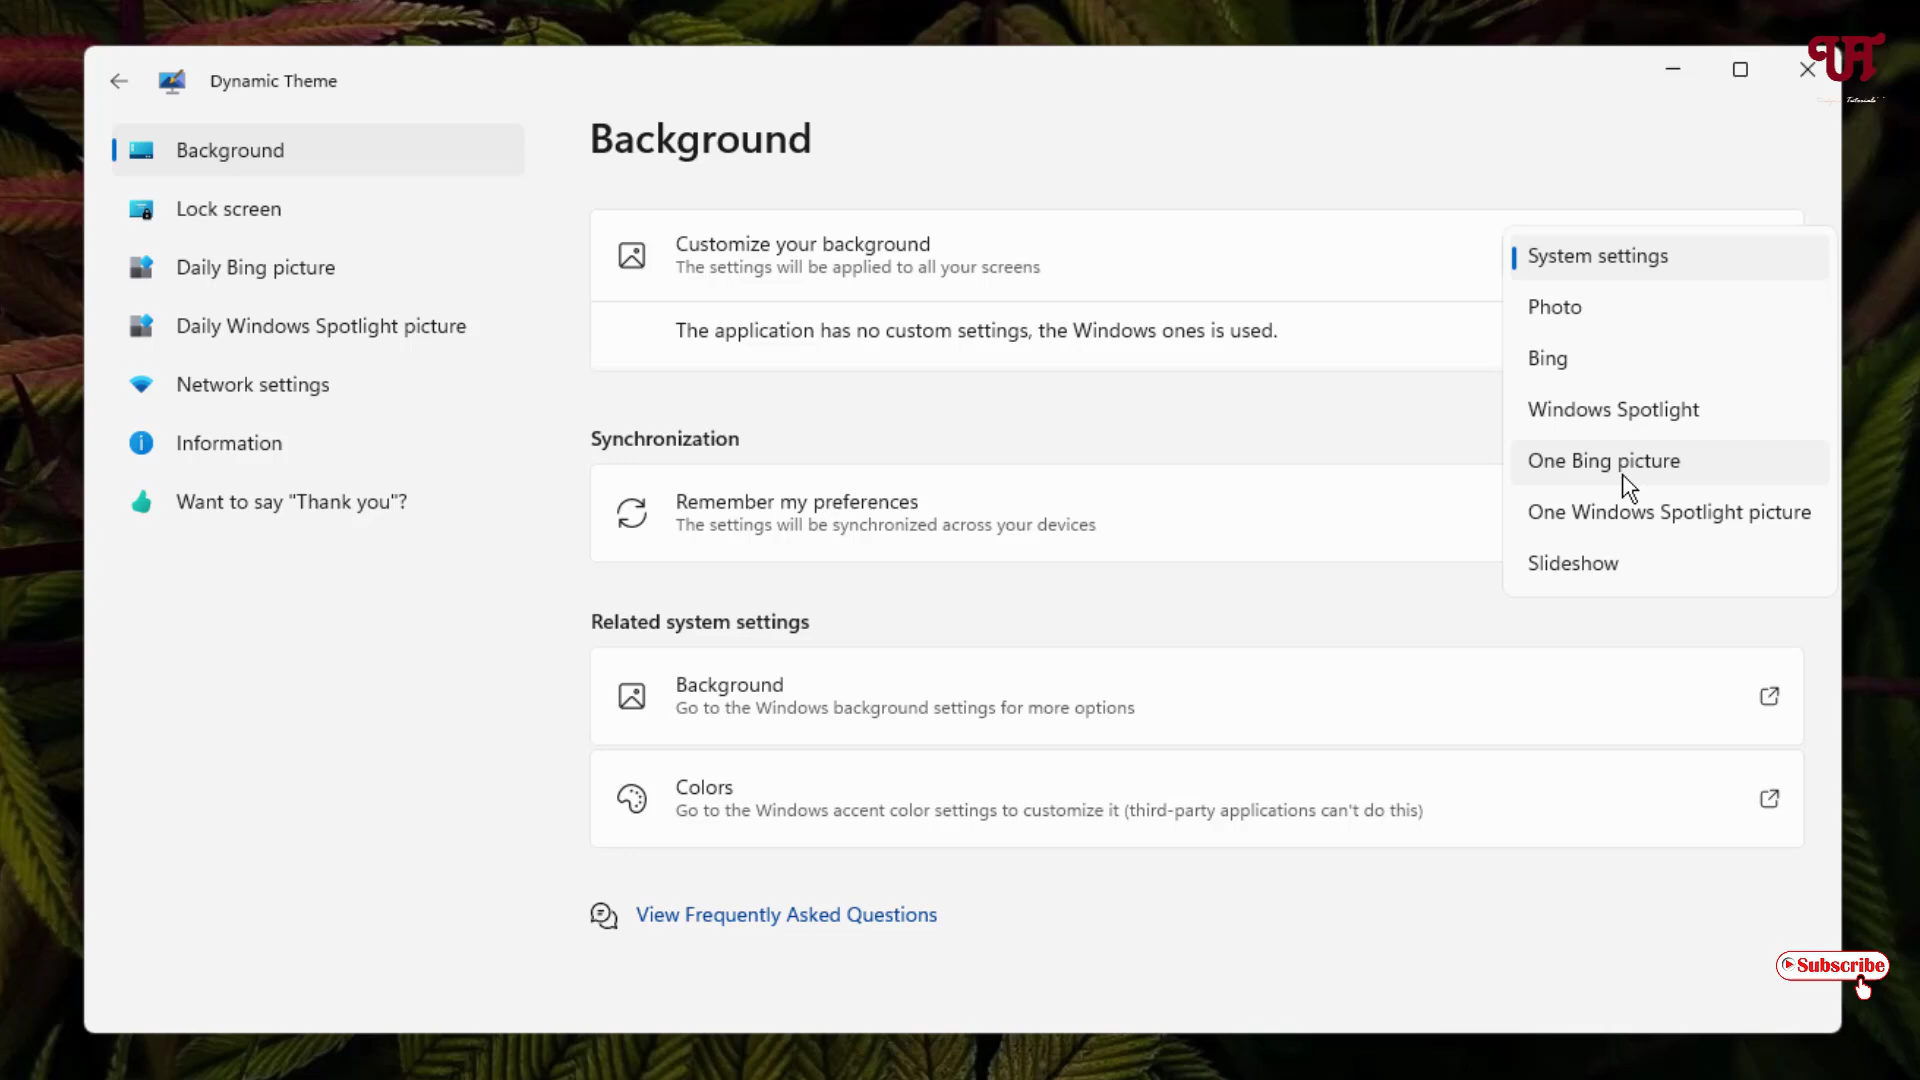 Dynamic Theme
Background
Lock screen
Daily Bing picture
Daily Windows Spotlight picture
Network settings
Information
Want to say "Thank you"?
Background
Customize your background
The settings will be applied to all your screens
The application has no custom settings, the Windows ones is used.
System settings
Photo
Bing
Windows Spotlight
One Bing picture
One Windows Spotlight picture
Slideshow
Synchronization
Remember my preferences
The settings will be synchronized across your devices
Related system settings
Background
Go to the Windows background settings for more options
Colors
Go to the Windows accent color settings to customize it (third-party applications can't do this)
View Frequently Asked Questions
UT
Tutorials
Subscribe